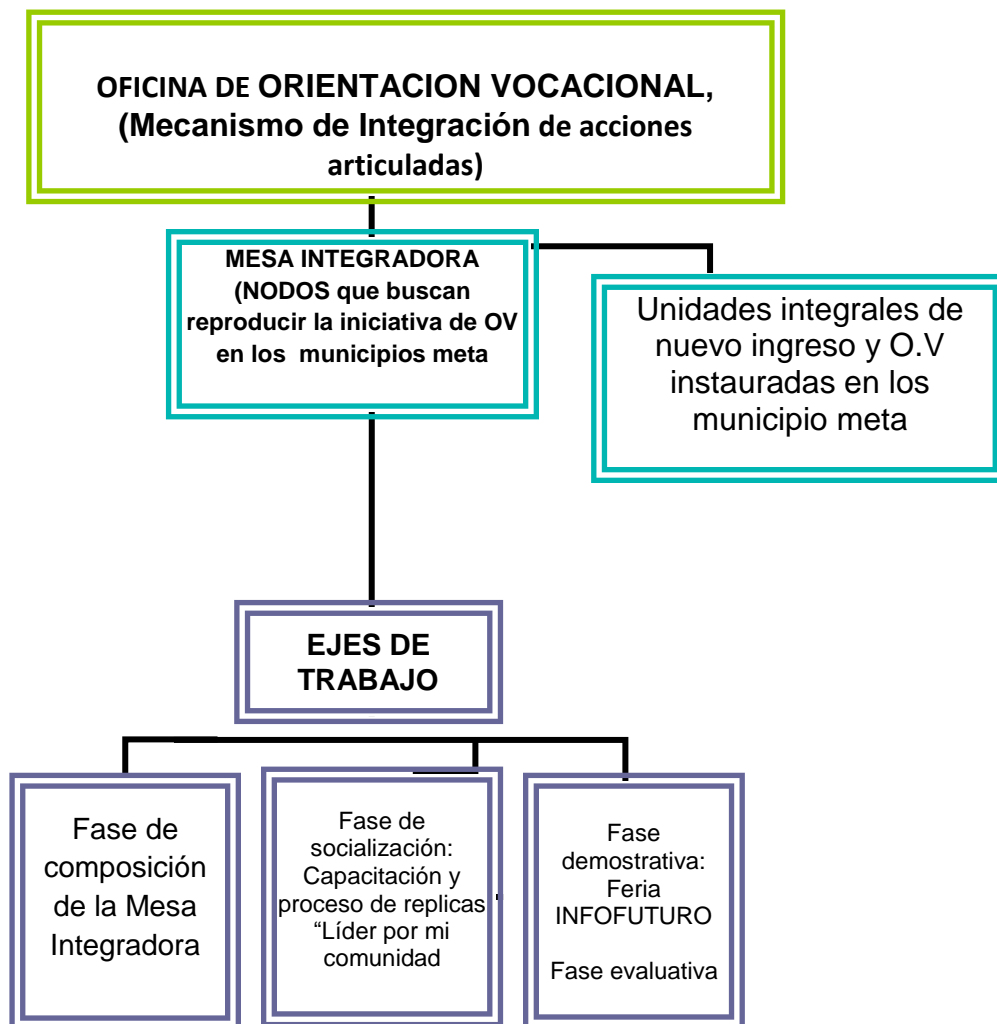 OFICINA DE ORIENTACION VOCACIONAL,
(Mecanismo de Integración de acciones
articuladas)
MESA INTEGRADORA
(NODOS que buscan
reproducir la iniciativa de OV
en los municipios meta
Unidades integrales de
nuevo ingreso y O.V
instauradas en los
municipio meta
EJES DE
TRABAJO
Fase de
composición
de la Mesa
Integradora
Fase de
socialización:
Capacitación y
proceso de replicas
“Líder por mi
comunidad
Fase
demostrativa:
Feria
INFOFUTURO
Fase evaluativa